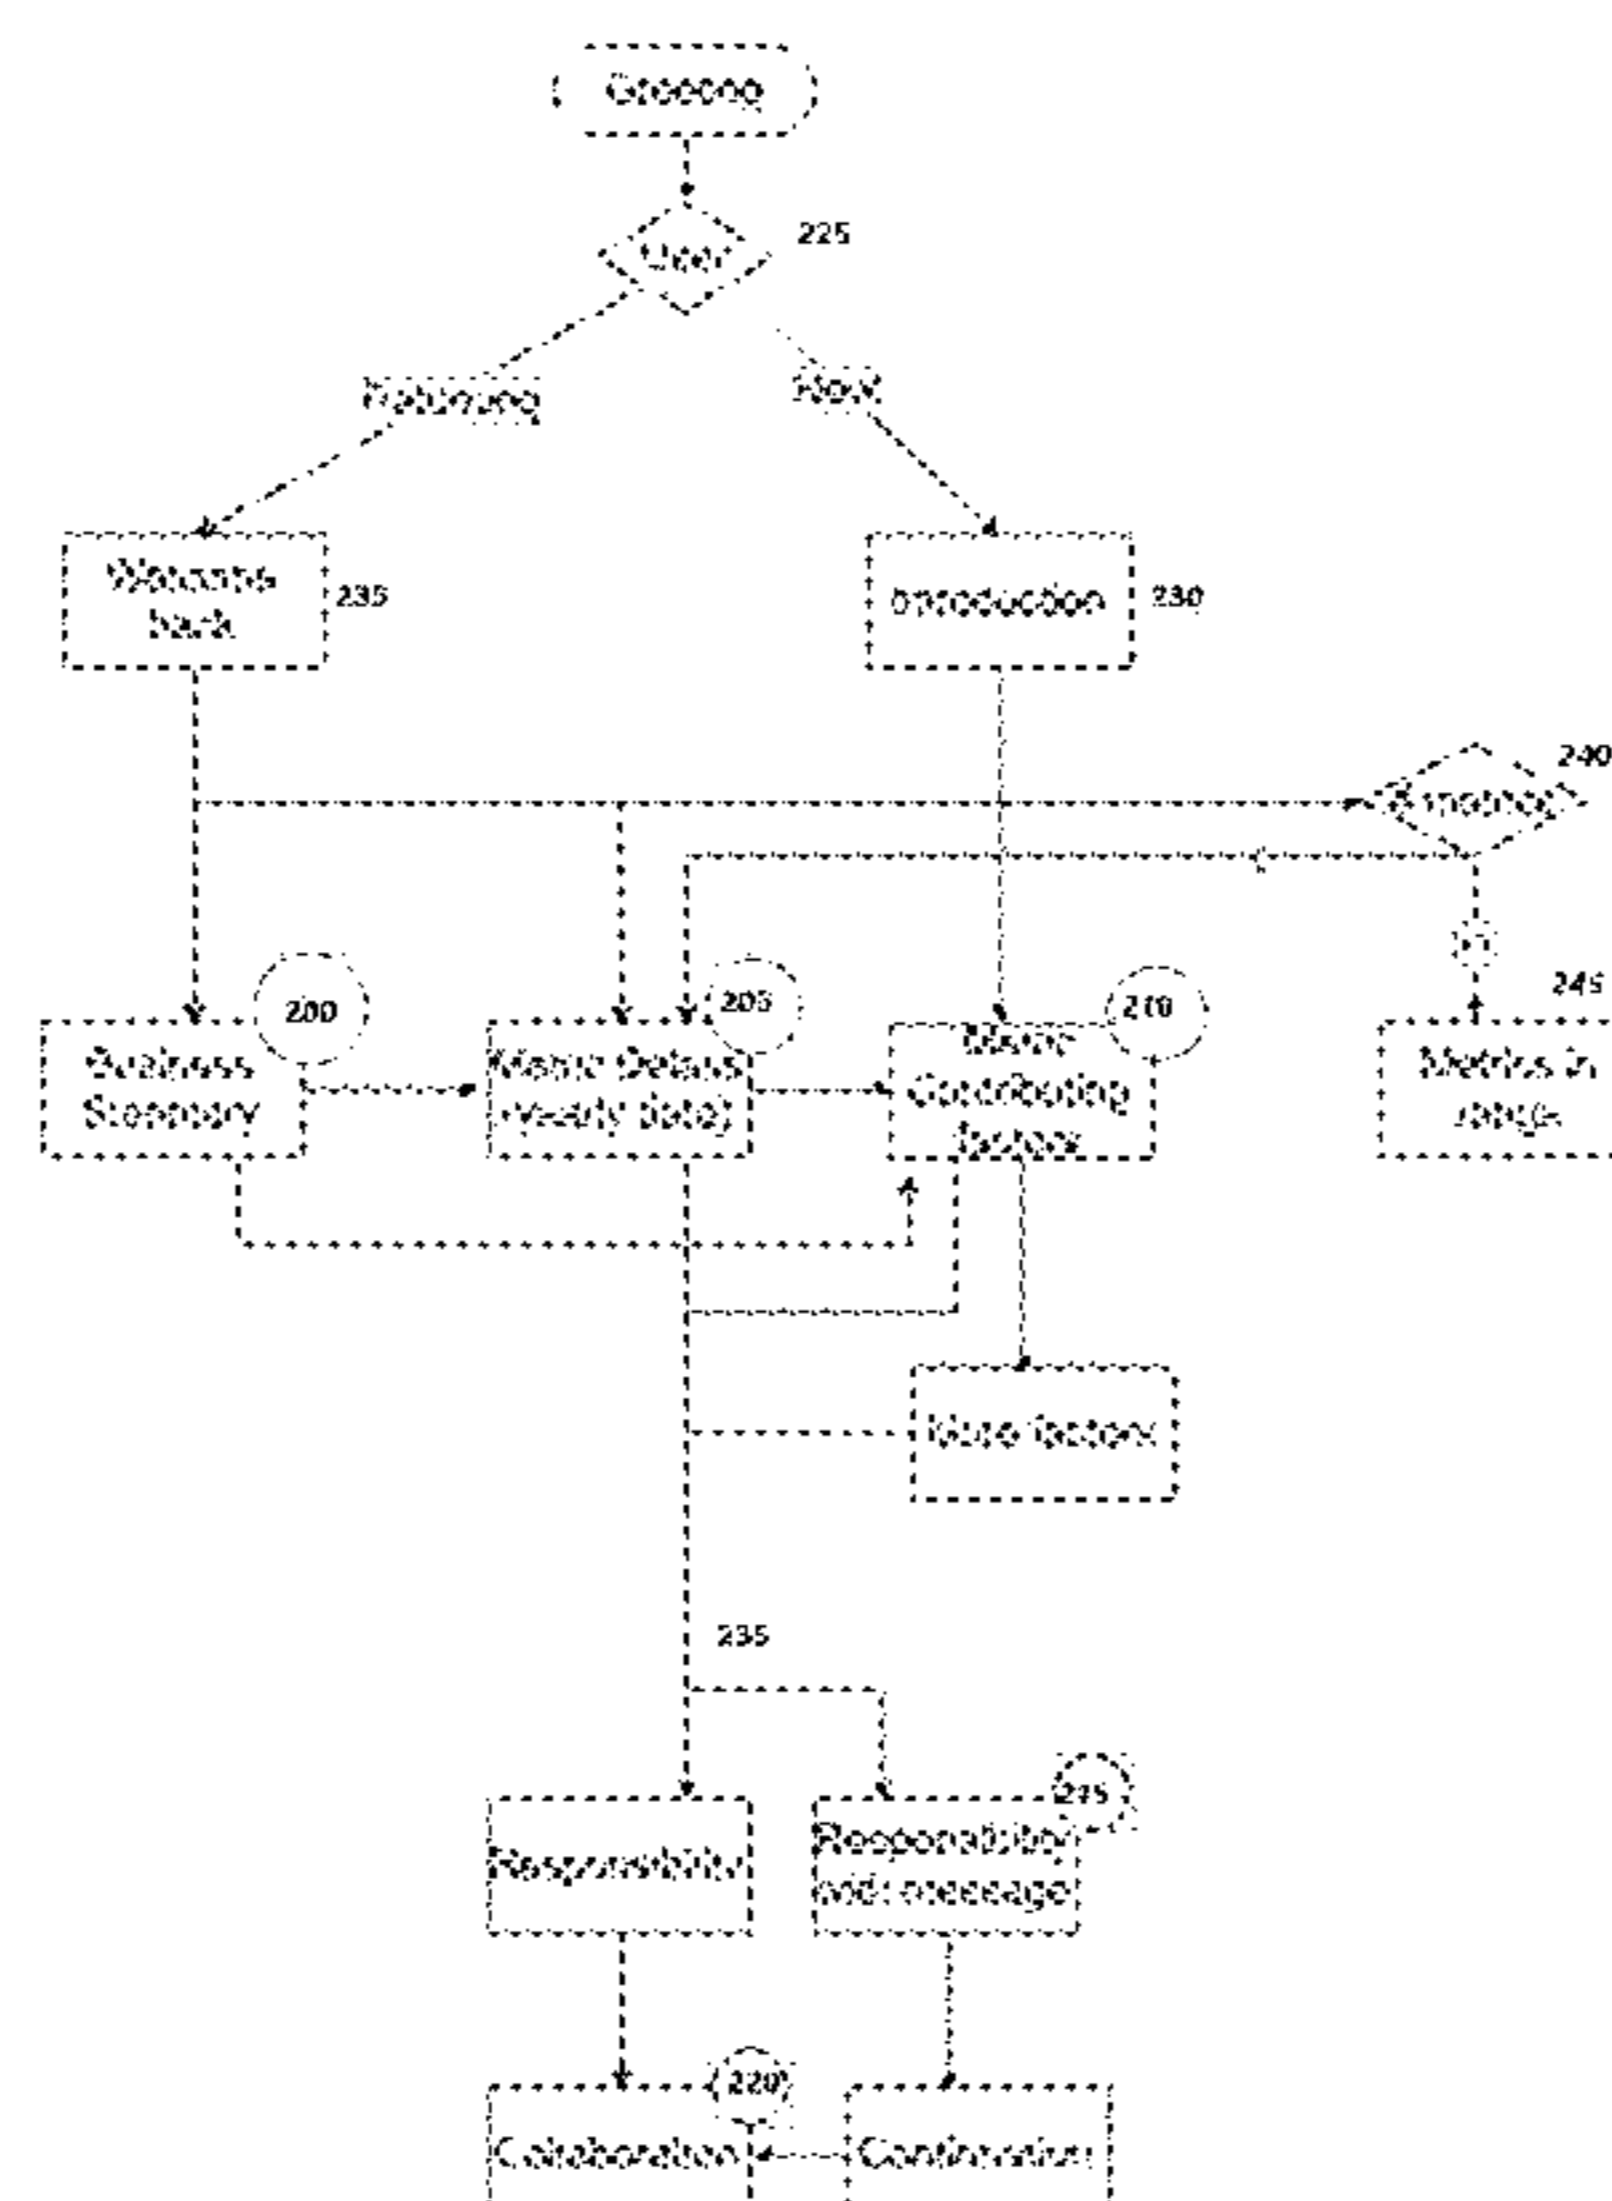 Greeting
User
225
Returning
New
Welcome
back
235
Introduction
230
240
200
205
210
245
Business
Summary
Metric Details
(yearly data)
Metric
Contributing
factors
Metrics in
range
More factors
235
215
Responsibility
Responsibility
and message
220
Collaboration
Confirmation